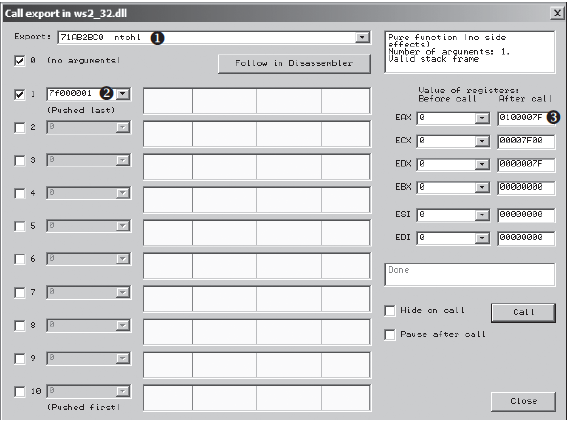 Call export in ws2_32.dll
Export: 71AB2BC0 ntohl 1
0 (no arguments)
Follow in Disassembler
Pure function (no side
effects)
Number of arguments: 1.
Valid stack frame
1 7f000001 2
(Pushed last)
2 0
3 0
4 0
5 0
6 0
7 0
8 0
9 0
10 0
(Pushed first)
Value of registers:
Before call After call
EAX 0 0100007F 3
ECX 0 00007F00
EDX 0 0000007F
EBX 0 00000000
ESI 0 00000000
EDI 0 00000000
Done
Hide on call
Call
Pause after call
Close